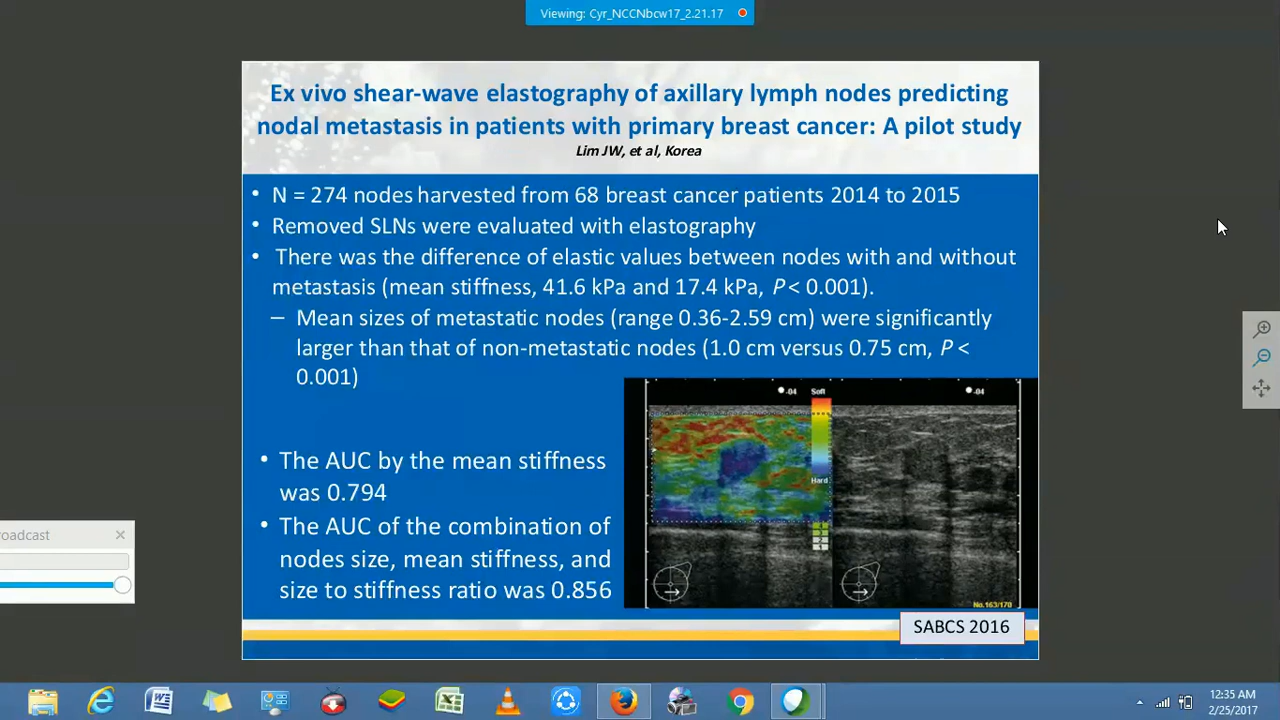 Viewing: Cyr_NCCNbcw17_2.21.17
Ex vivo shear-wave elastography of axillary lymph nodes predicting
nodal metastasis in patients with primary breast cancer: A pilot study
Lim JW, et al, Korea
• N = 274 nodes harvested from 68 breast cancer patients 2014 to 2015
• Removed SLNs were evaluated with elastography
• There was the difference of elastic values between nodes with and without
metastasis (mean stiffness, 41.6 kPa and 17.4 kPa, P < 0.001).
– Mean sizes of metastatic nodes (range 0.36-2.59 cm) were significantly
larger than that of non-metastatic nodes (1.0 cm versus 0.75 cm, P <
0.001)
• The AUC by the mean stiffness
was 0.794
• The AUC of the combination of
nodes size, mean stiffness, and
size to stiffness ratio was 0.856
-04
Soft
-04
Hard
No.163/170
SABCS 2016
roadcast
12:35 AM
2/25/2017